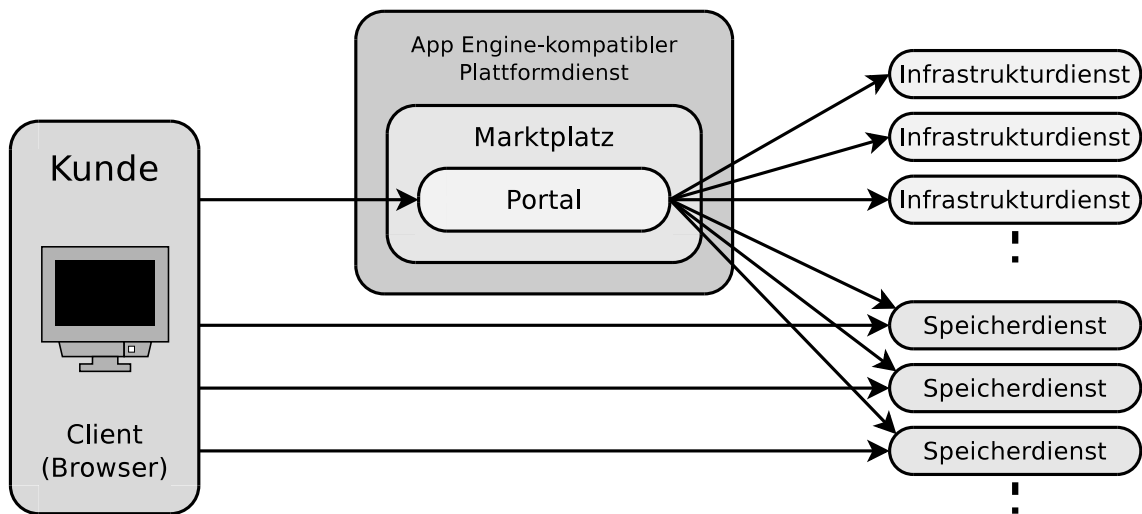 Kunde
Client
(Browser)
App Engine-kompatibler
Plattformdienst
Marktplatz
Portal
Infrastrukturdienst
Infrastrukturdienst
Infrastrukturdienst
Speicherdienst
Speicherdienst
Speicherdienst